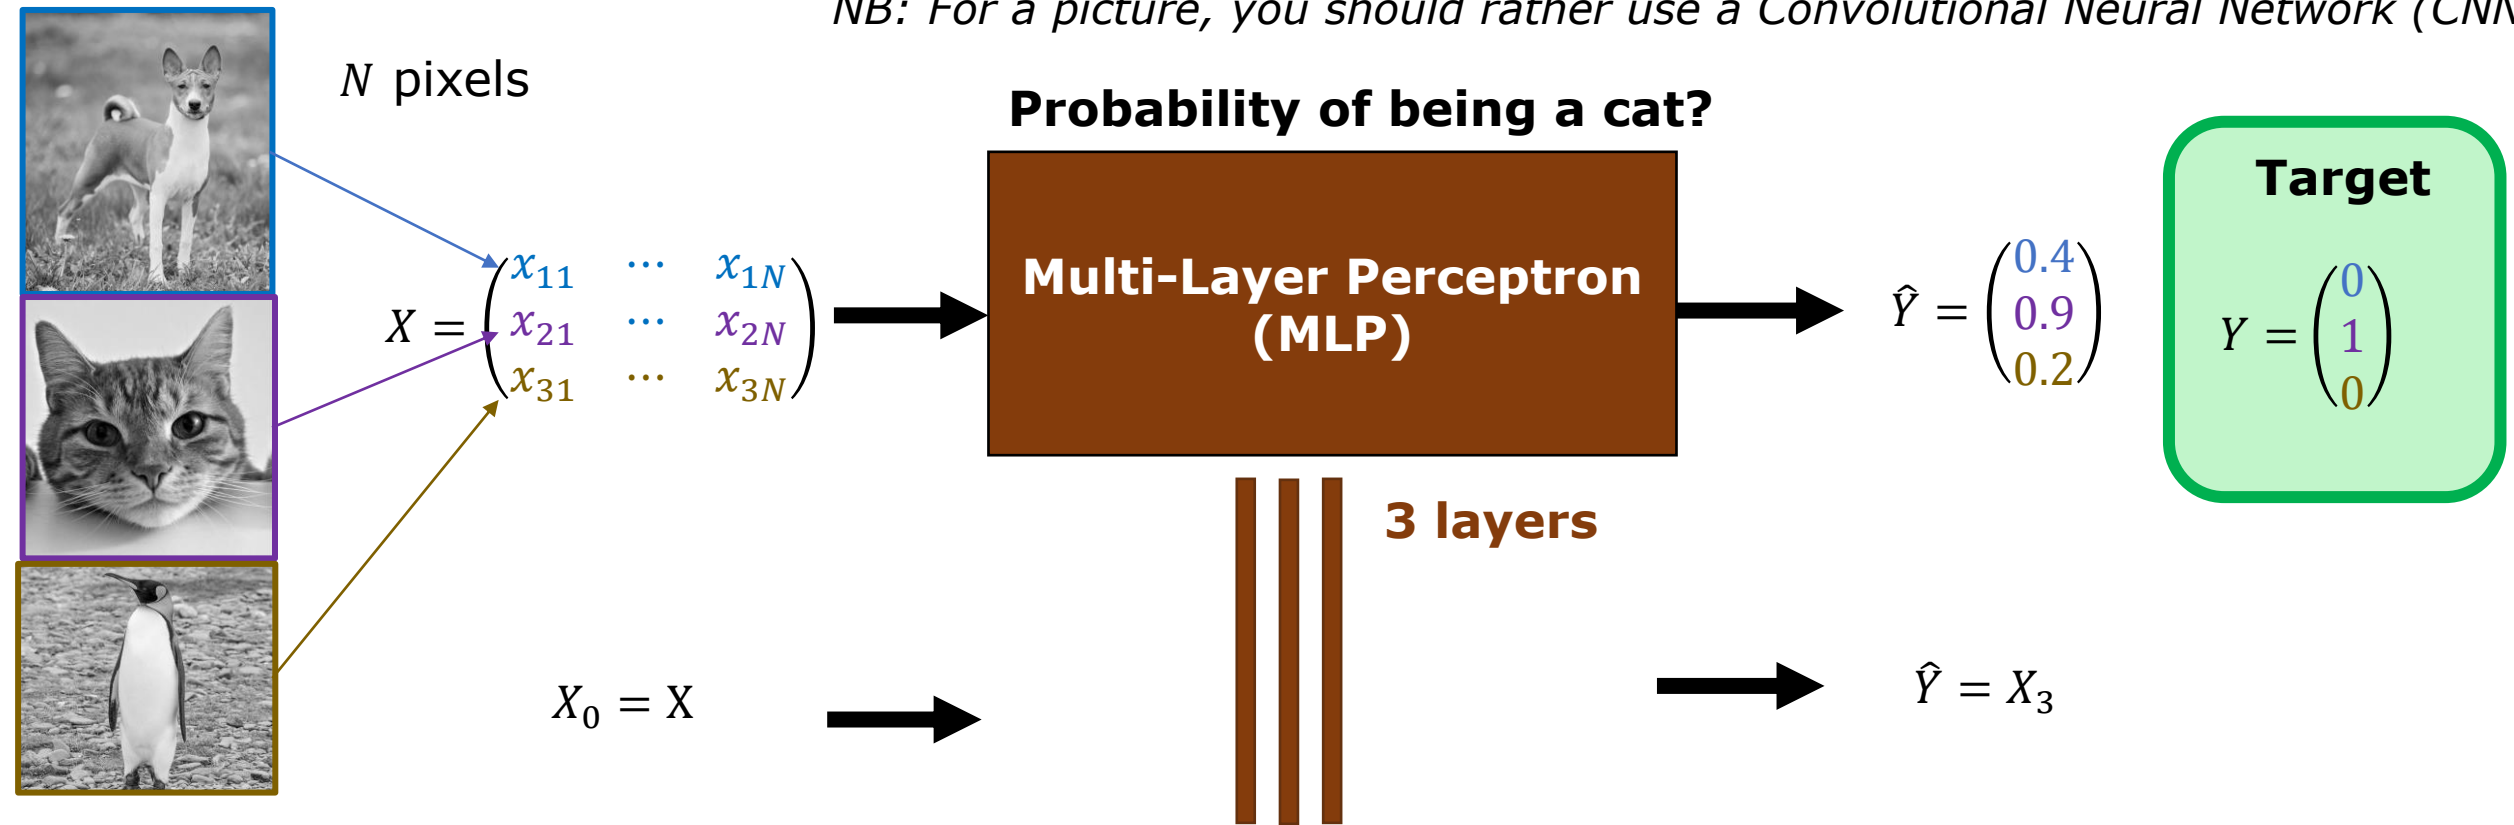 NB: For a picture, you should rather use a Convolutional Neural Network (CNN
N pixels
Probability of being a cat?
Target
X = (x₁₁ ⋯ x₁N
x₂₁ ⋯ x₂N
x₃₁ ⋯ x₃N)
Multi-Layer Perceptron
(MLP)
Ŷ = (0.4
0.9
0.2)
Y = (0
1
0)
3 layers
X₀ = X
Ŷ = X₃